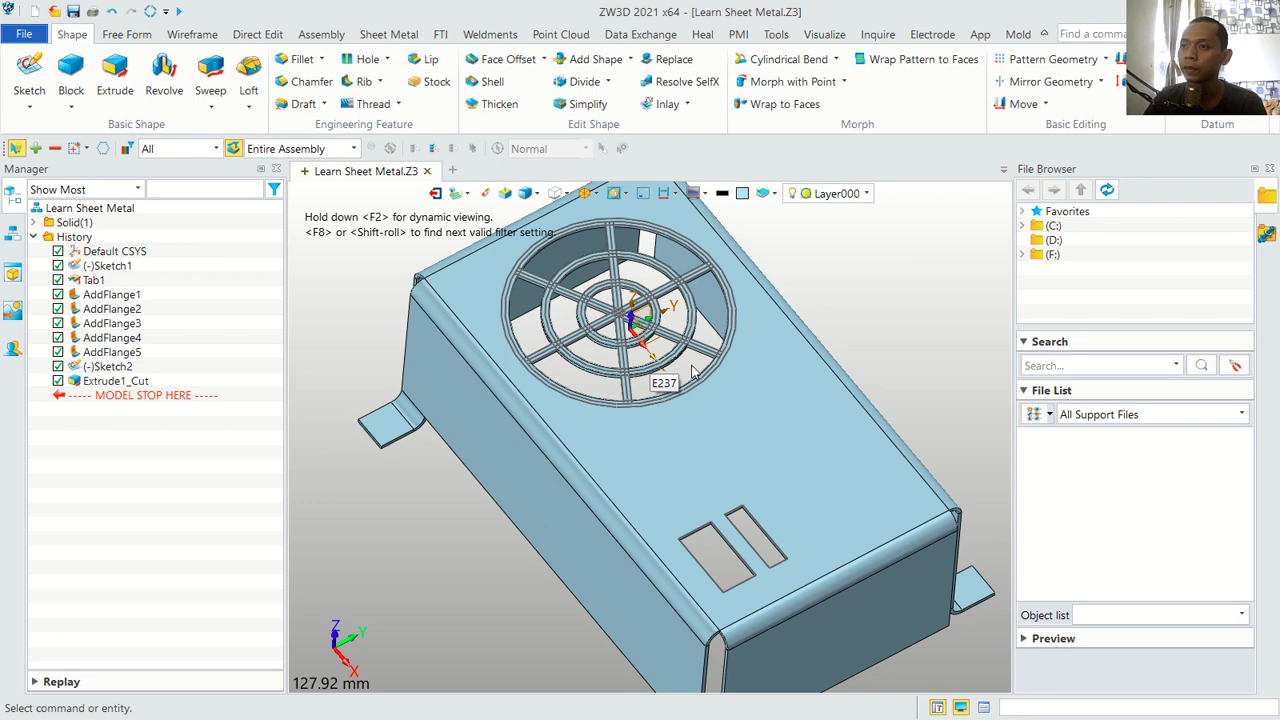 ZW3D 2021 x64 - [Learn Sheet Metal.Z3]
File Shape Free Form Wireframe Direct Edit Assembly Sheet Metal FTI Weldments Point Cloud Data Exchange Heal PMI Tools Visualize Inquire Electrode App Mold Find a comma
Fillet Hole Lip Face Offset Add Shape Replace Cylindrical Bend Wrap Pattern to Faces Pattern Geometry
Sketch Block Extrude Revolve Sweep Loft Chamfer Rib Stock Shell Divide Resolve SelfX Morph with Point Mirror Geometry
Draft Thread Thicken Simplify Inlay Wrap to Faces Move
Basic Shape Engineering Feature Edit Shape Morph Basic Editing Datum
All Entire Assembly Normal
Manager Learn Sheet Metal.Z3 File Browser
Show Most Layer000
Learn Sheet Metal
Hold down <F2> for dynamic viewing.
<F8> or <Shift-roll> to find next valid filter setting.
Solid(1)
History
Default CSYS
(-)Sketch1
Tab1
AddFlange1
AddFlange2
AddFlange3
AddFlange4
AddFlange5
(-)Sketch2
Extrude1_Cut
----- MODEL STOP HERE -----
Y
E237
Z
Y
X
127.92 mm
Favorites
(C:)
(D:)
(F:)
Search
Search...
File List
All Support Files
Object list
Preview
Replay
Select command or entity.